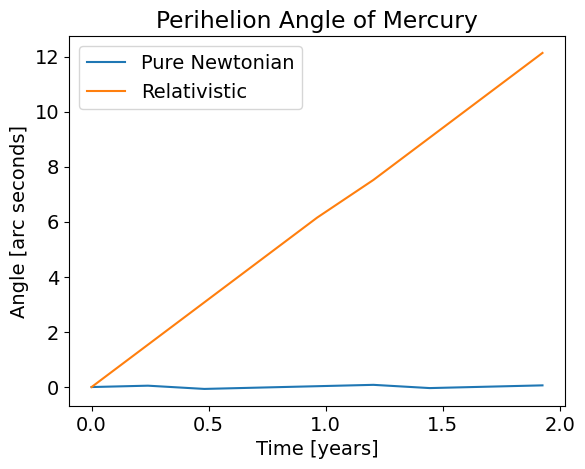 Perihelion Angle of Mercury
Pure Newtonian
Relativistic
Angle [arc seconds]
12
10
8
6
4
2
0
0.0
0.5
1.0
1.5
2.0
Time [years]